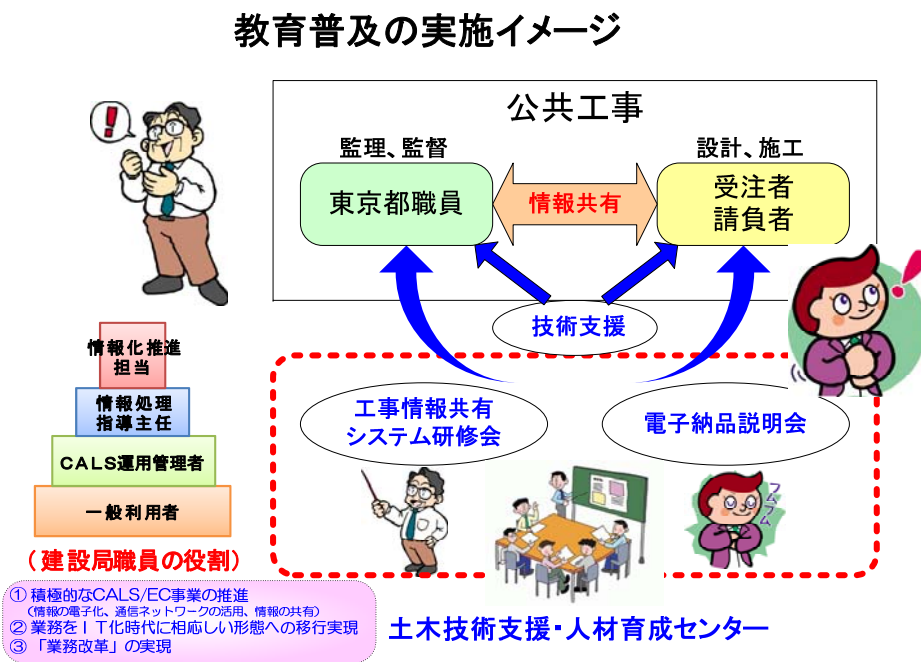 教育普及の実施イメージ
公共工事
監理、監督
設計、施工
東京都職員
情報共有
受注者
請負者
技術支援
情報化推進
担当
情報処理
指導主任
CALS運用管理者
一般利用者
(建設局職員の役割)
工事情報共有
システム研修会
電子納品説明会
フムフム
① 積極的なCALS/EC事業の推進
(情報の電子化、通信ネットワークの活用、情報の共有)
② 業務をIT化時代に相応しい形態への移行実現
③ 「業務改革」の実現
土木技術支援・人材育成センター